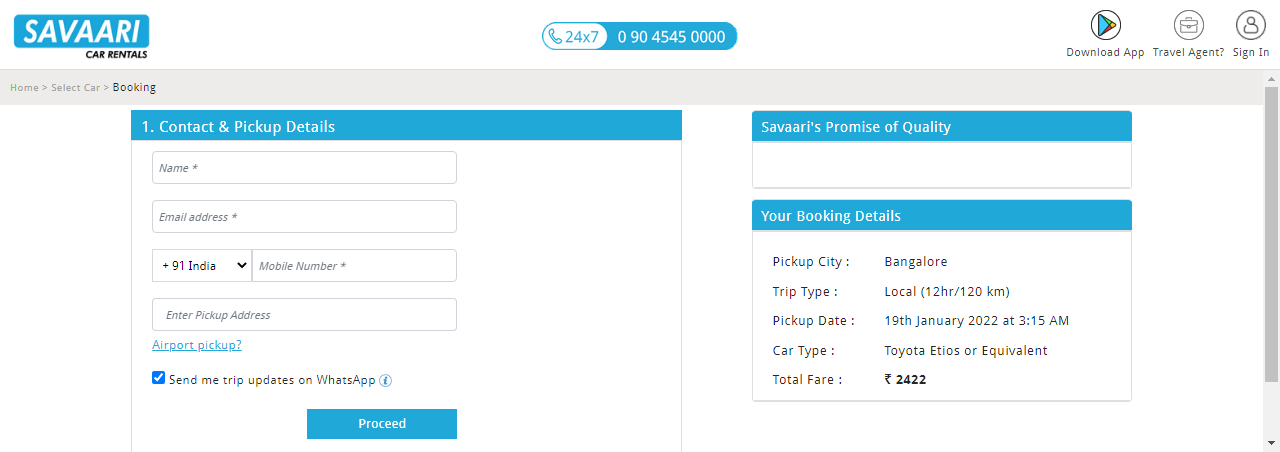 SAVAARI
CAR RENTALS
24x7 0 90 4545 0000
Download App Travel Agent? Sign In
Home > Select Car > Booking
1. Contact & Pickup Details
Name *
Email address *
+ 91 India Mobile Number *
Enter Pickup Address
Airport pickup?
Send me trip updates on WhatsApp i
Proceed
Savaari's Promise of Quality
Your Booking Details
Pickup City : Bangalore
Trip Type : Local (12hr/120 km)
Pickup Date : 19th January 2022 at 3:15 AM
Car Type : Toyota Etios or Equivalent
Total Fare : ₹ 2422